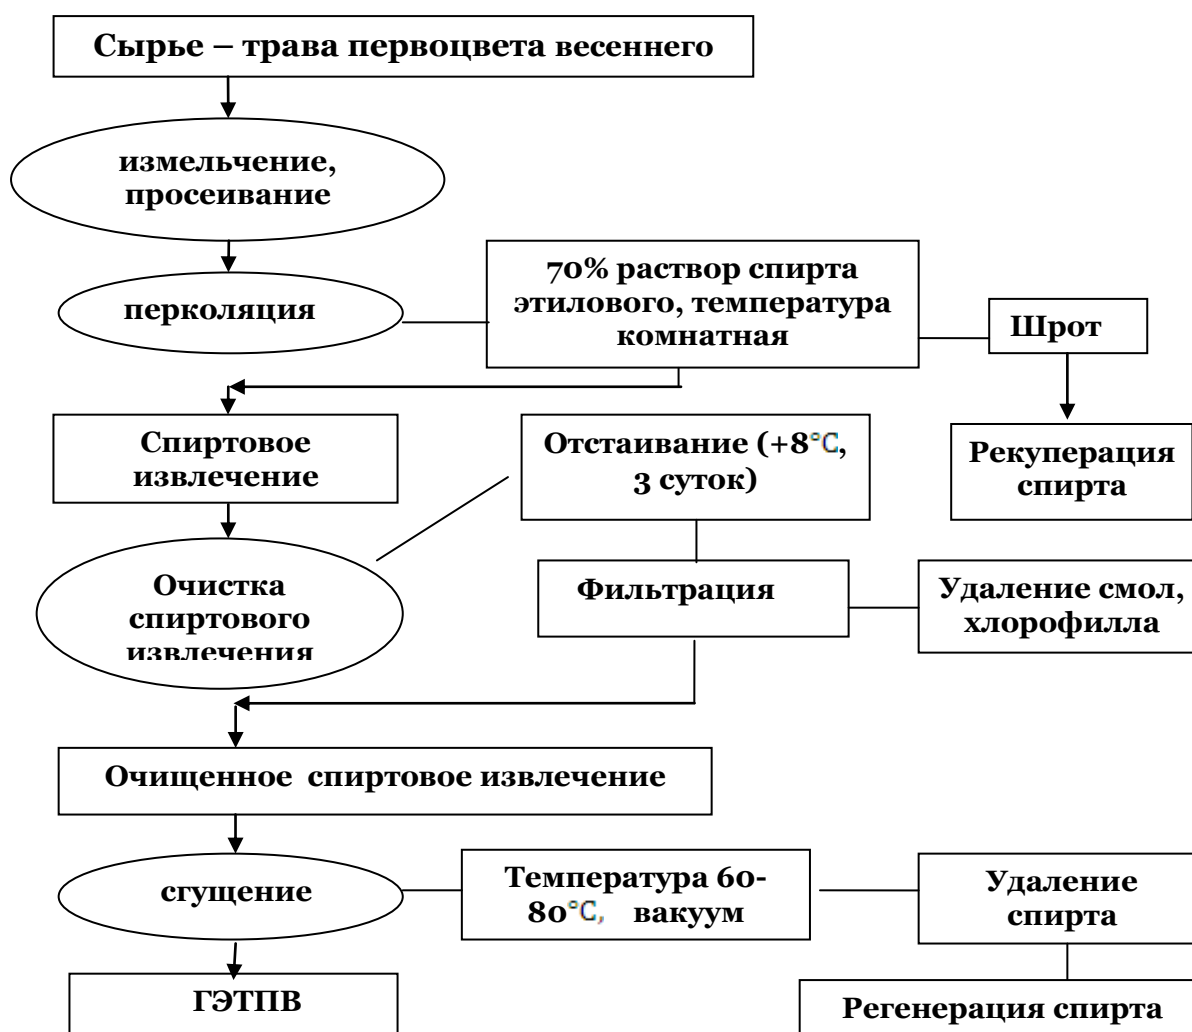 Сырье – трава первоцвета весеннего
измельчение,
просеивание
перколяция
70% раствор спирта
этилового, температура
комнатная
Шрот
Спиртовое
извлечение
Отстаивание (+8°С,
3 суток)
Рекуперация
спирта
Очистка
спиртового
извлечения
Фильтрация
Удаление смол,
хлорофилла
Очищенное спиртовое извлечение
сгущение
Температура 60-
80°С, вакуум
Удаление
спирта
ГЭТПВ
Регенерация спирта